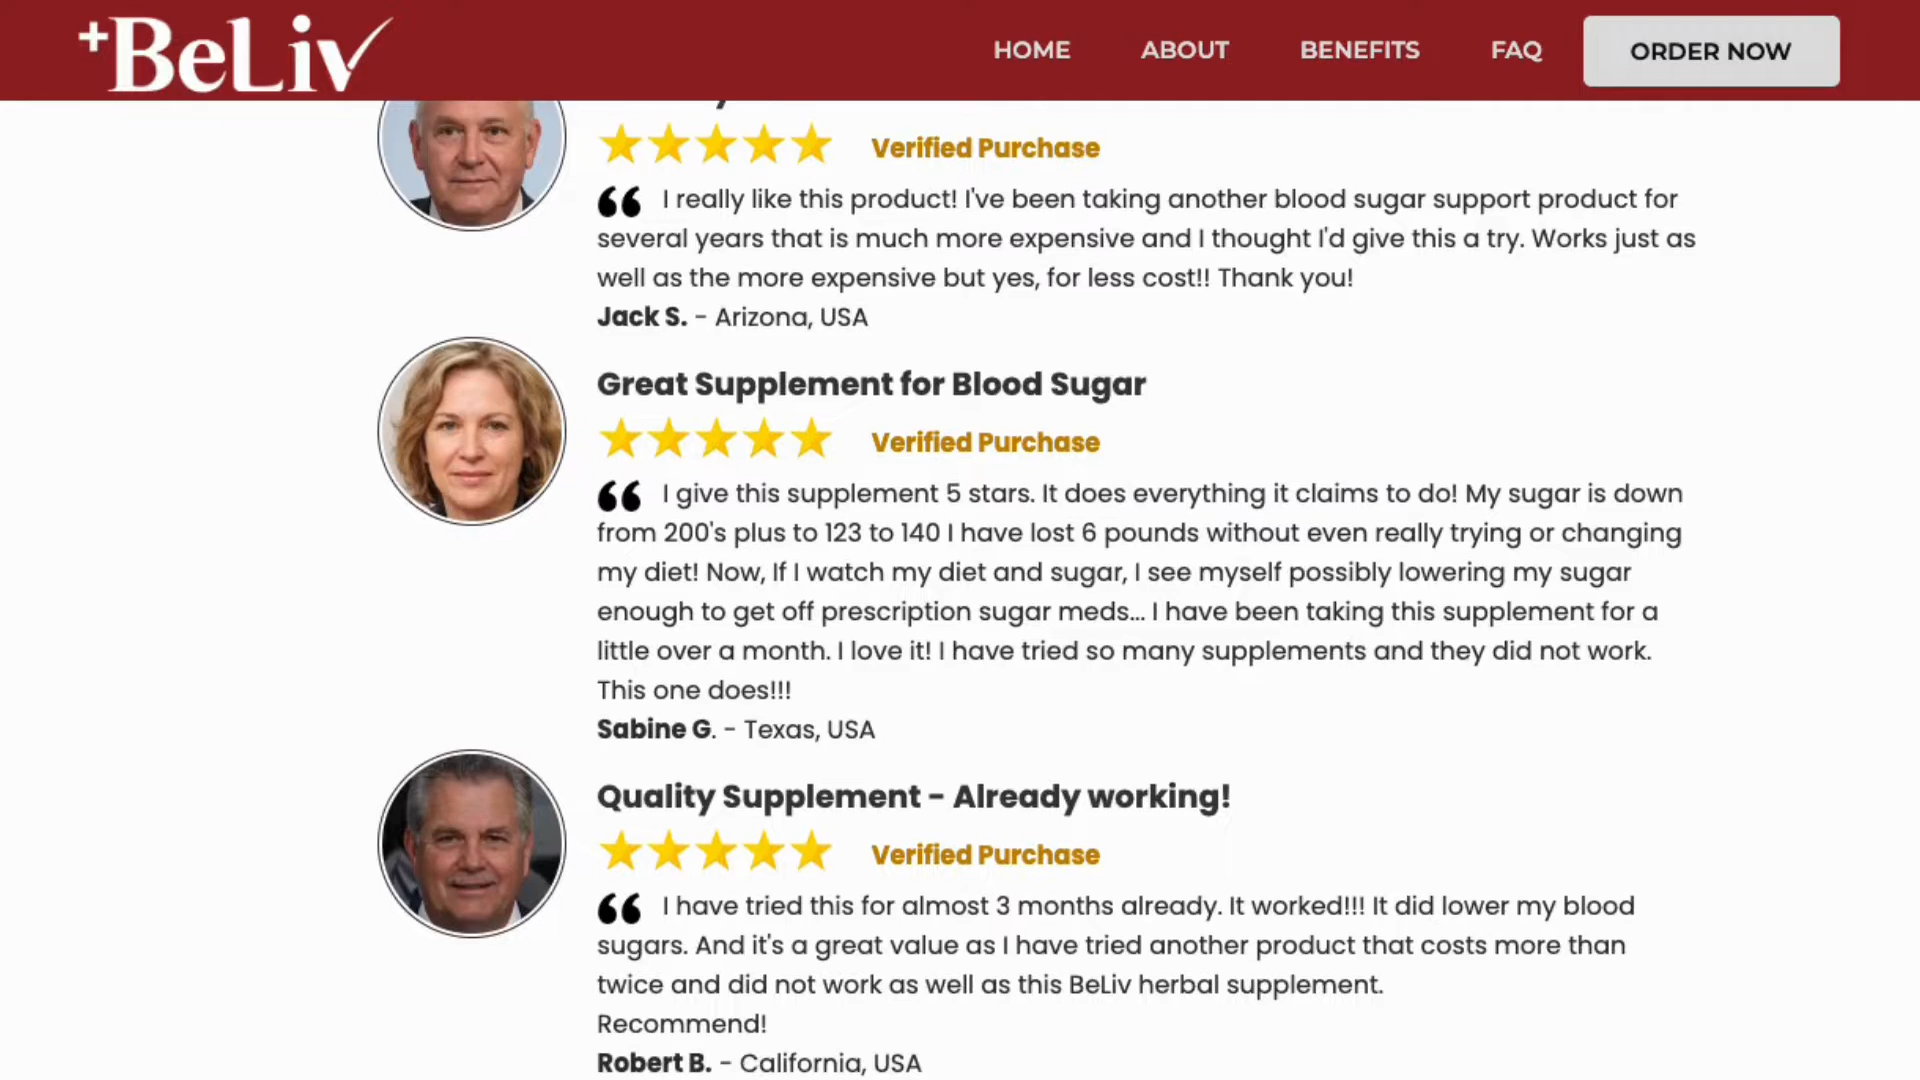 +BeLiv
HOME ABOUT BENEFITS FAQ ORDER NOW
Verified Purchase
“ I really like this product! I've been taking another blood sugar support product for
several years that is much more expensive and I thought I'd give this a try. Works just as
well as the more expensive but yes, for less cost!! Thank you!
Jack S. - Arizona, USA
Great Supplement for Blood Sugar
Verified Purchase
“ I give this supplement 5 stars. It does everything it claims to do! My sugar is down
from 200's plus to 123 to 140 I have lost 6 pounds without even really trying or changing
my diet! Now, If I watch my diet and sugar, I see myself possibly lowering my sugar
enough to get off prescription sugar meds... I have been taking this supplement for a
little over a month. I love it! I have tried so many supplements and they did not work.
This one does!!!
Sabine G. - Texas, USA
Quality Supplement - Already working!
Verified Purchase
“ I have tried this for almost 3 months already. It worked!!! It did lower my blood
sugars. And it's a great value as I have tried another product that costs more than
twice and did not work as well as this BeLiv herbal supplement.
Recommend!
Robert B. - California, USA